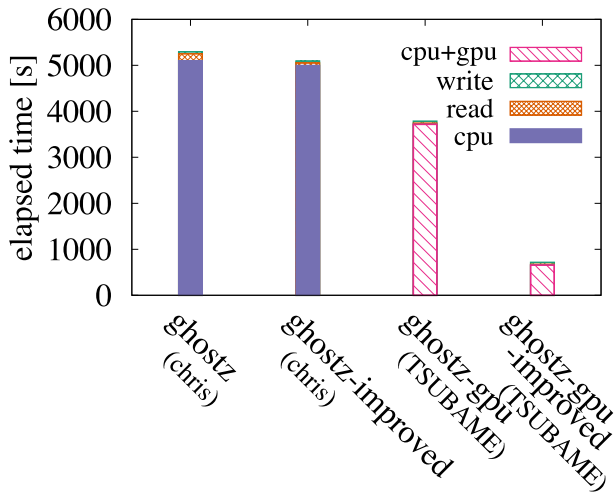 elapsed time [s]
6000
5000
4000
3000
2000
1000
0
cpu+gpu
write
read
cpu
ghostz
(chris)
ghostz-improved
(chris)
ghostz-gpu
(TSUBAME)
ghostz-gpu
-improved
(TSUBAME)